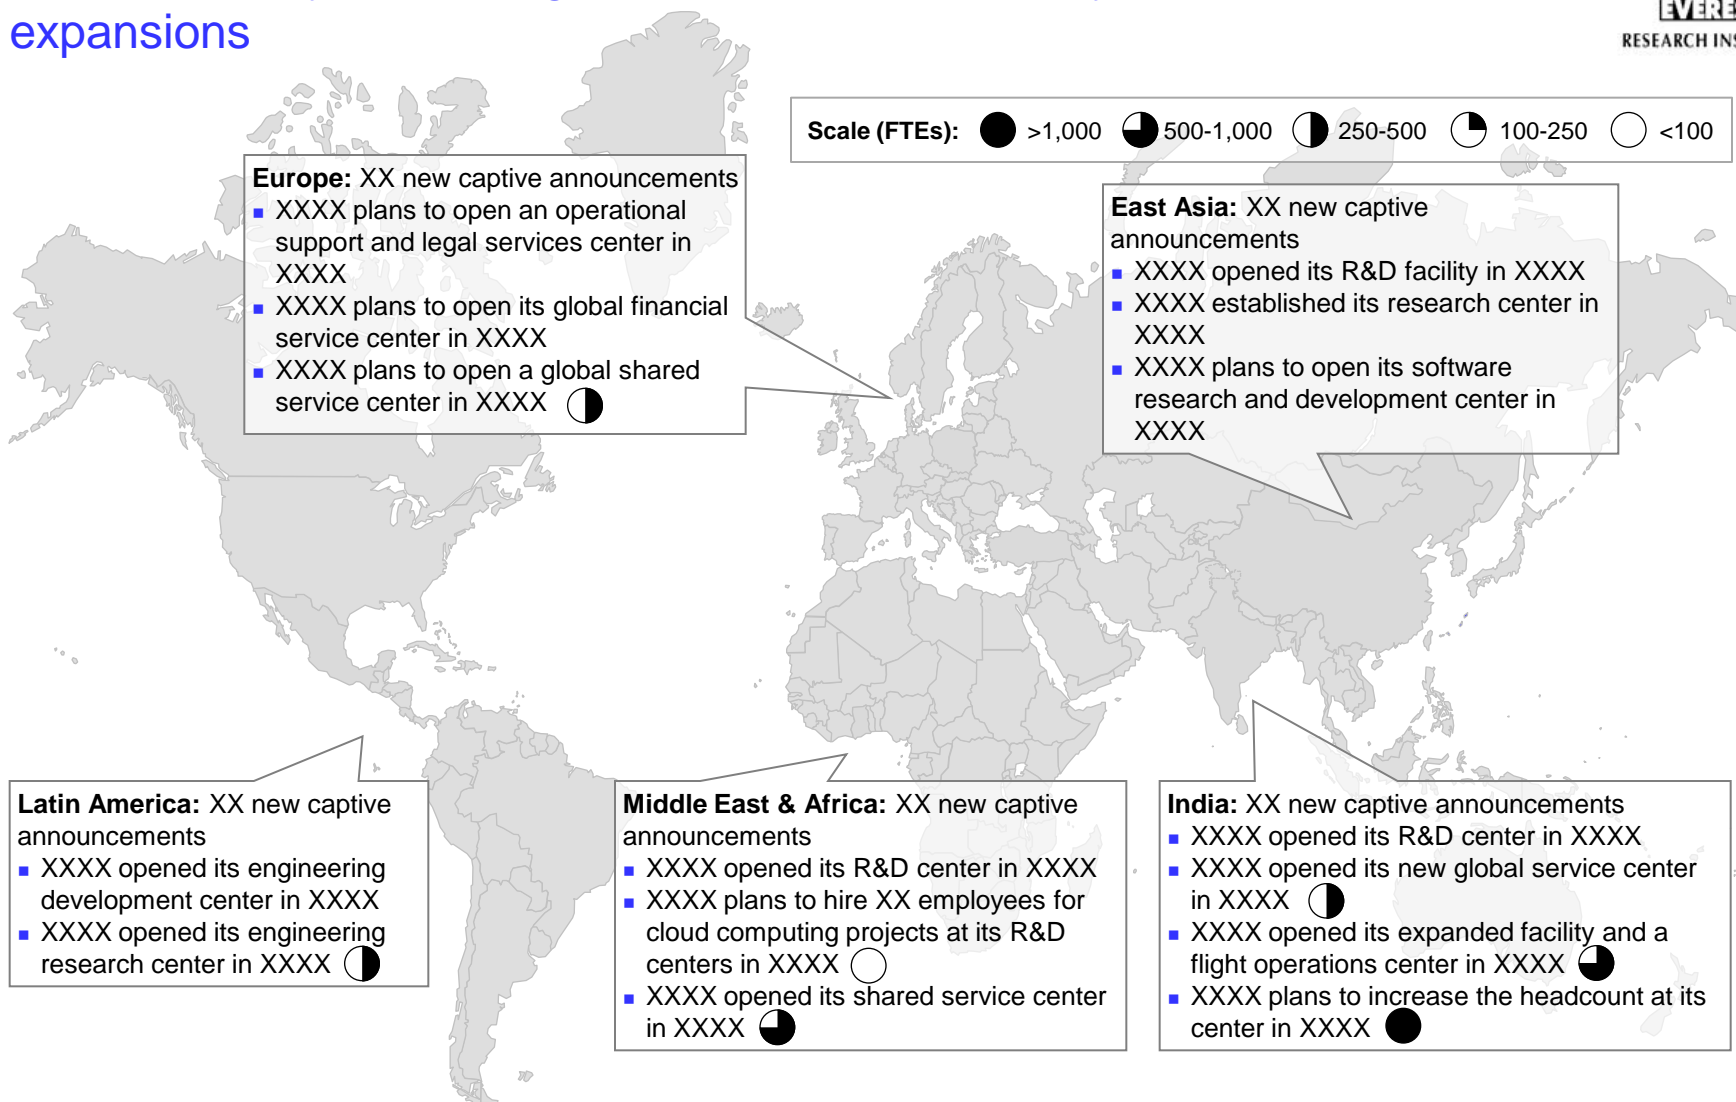 expansions
RESEARCH
Scale (FTEs): >1,000 500-1,000 250-500 100-250 <100
Europe: XX new captive announcements
XXXX plans to open an operational
support and legal services center in
XXXX
XXXX plans to open its global financial
service center in XXXX
XXXX plans to open a global shared
service center in XXXX
East Asia: XX new captive
announcements
XXXX opened its R&D facility in XXXX
XXXX established its research center in
XXXX
XXXX plans to open its software
research and development center in
XXXX
Latin America: XX new captive
announcements
XXXX opened its engineering
development center in XXXX
XXXX opened its engineering
research center in XXXX
Middle East & Africa: XX new captive
announcements
XXXX opened its R&D center in XXXX
XXXX plans to hire XX employees for
cloud computing projects at its R&D
centers in XXXX
XXXX opened its shared service center
in XXXX
India: XX new captive announcements
XXXX opened its R&D center in XXXX
XXXX opened its new global service center
in XXXX
XXXX opened its expanded facility and a
flight operations center in XXXX
XXXX plans to increase the headcount at its
center in XXXX